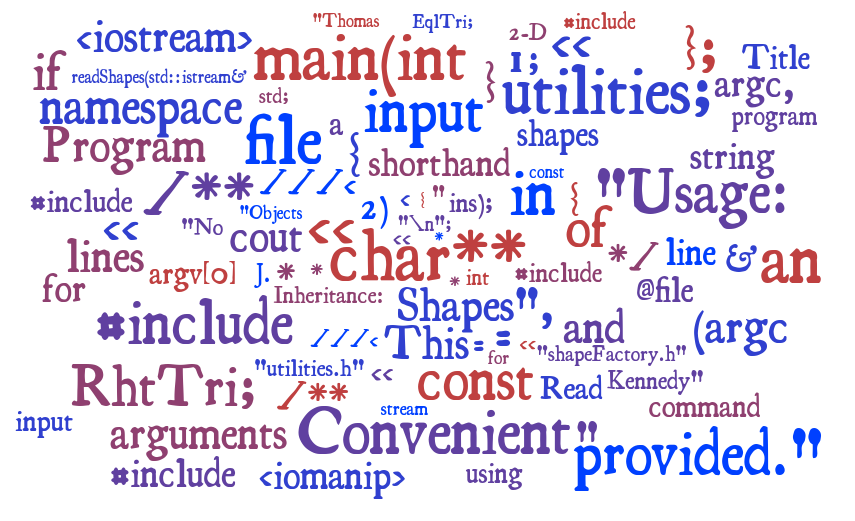 "Thomas EqlTri; 2-D #include
<iostream> main(int 1; << }; Title
if readShapes(std::istream& } utilities; argc,
namespace std; input program
Program file a { shorthand shapes string
#include /** ///< 2) < { " ins); in const { "Usage:
<< "No "Objects cout << "\n"; of
lines argv[0] J. * * << * char** * int #include */ line & an
for Inheritance: @file
#include ///< Shapes", and (argc
This == << "shapeFactory.h"
RhtTri; "utilities.h" << for const Read Kennedy"
/** stream command
input arguments Convenient " provided."
#include <iomanip> using